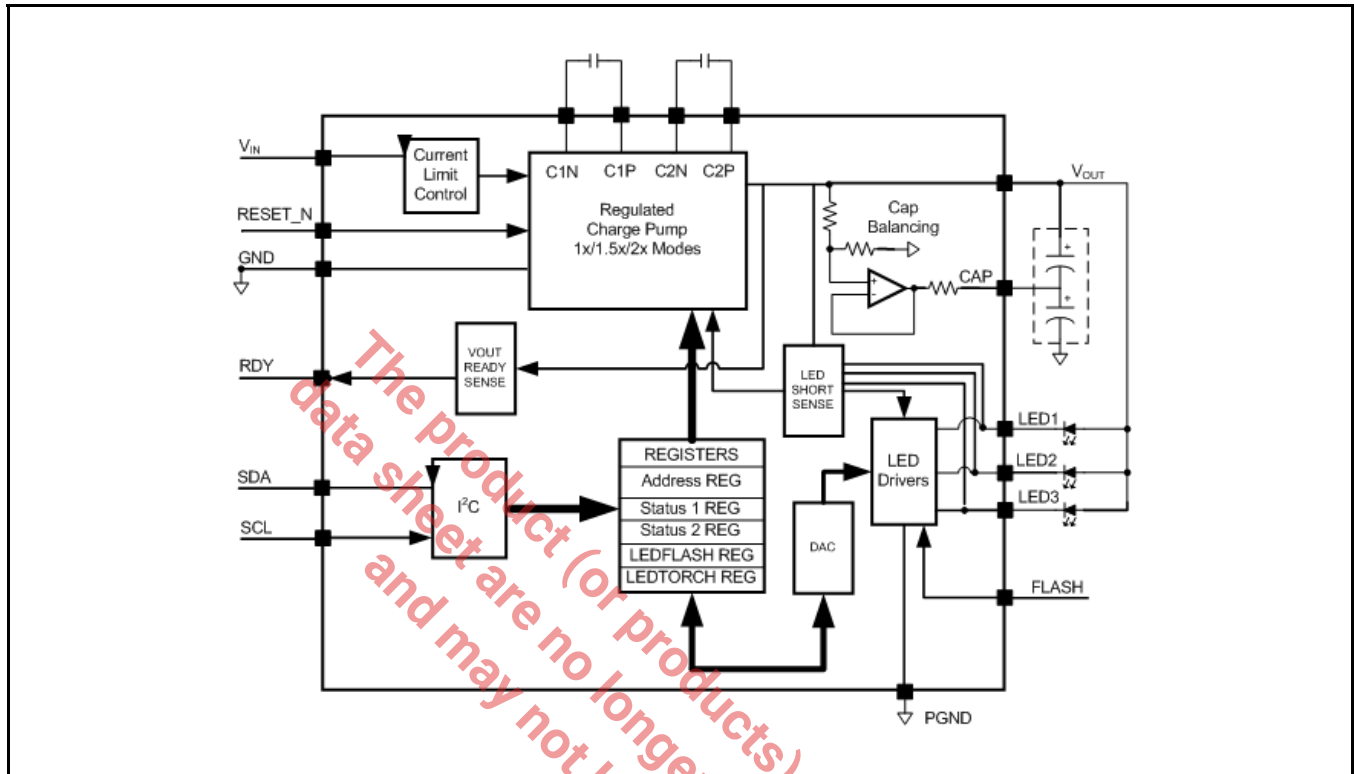 C1N C1P C2N C2P
Regulated
Charge Pump
1x/1.5x/2x Modes
VIN
Current
Limit
Control
RESET_N
GND
Cap
Balancing
+
-
CAP
VOUT
+
+
RDY
VOUT
READY
SENSE
LED
SHORT
SENSE
LED1
LED2
LED3
LED
Drivers
SDA
SCL
I²C
REGISTERS
Address REG
Status 1 REG
Status 2 REG
LEDFLASH REG
LEDTORCH REG
DAC
FLASH
PGND
The product (or products)
data sheet are no longe
and may not